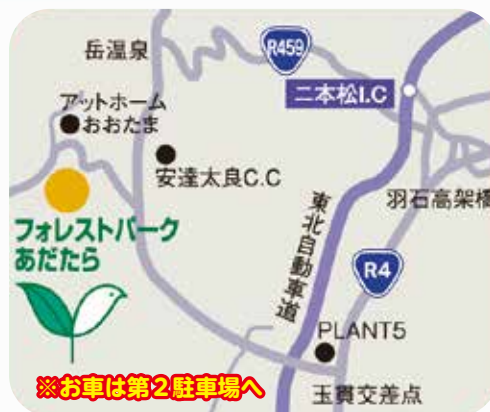 岳温泉
R459
二本松I.C
アットホーム
おおたま
安達太良C.C
羽石高架橋
フォレストパーク
あだたら
東北自動車道
R4
PLANT5
※お車は第２駐車場へ
玉貫交差点